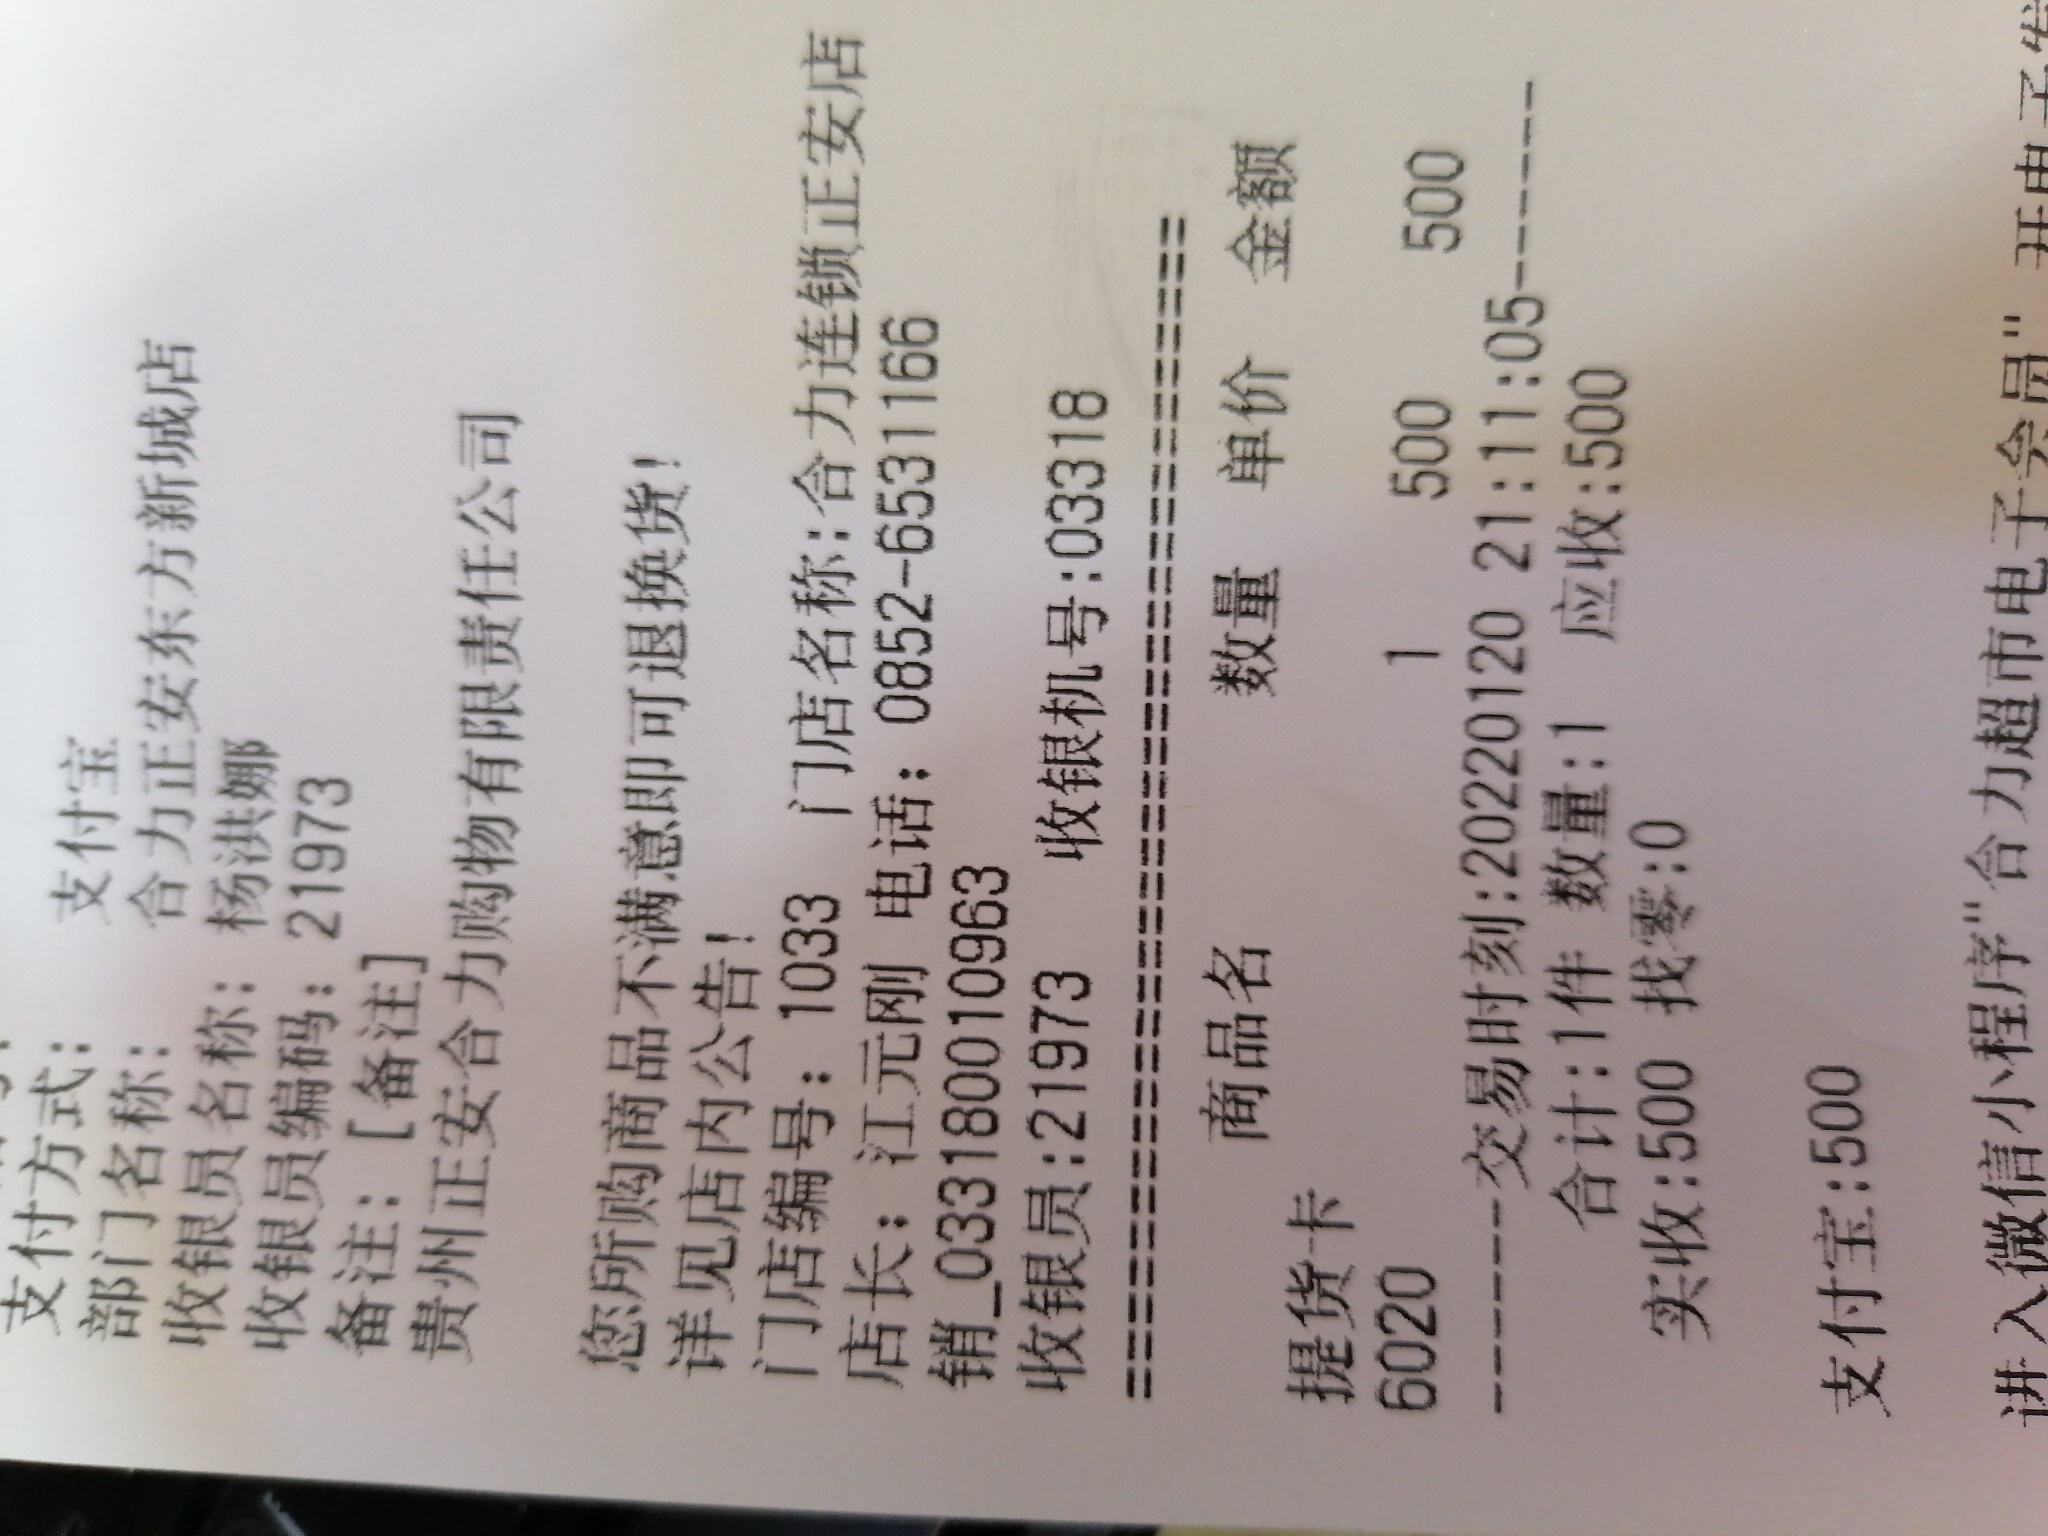 支付方式： 支付宝
部门名称： 合力正安东方新城店
收银员名称： 杨洪娜
收银员编码： 21973
备注： [备注]
贵州正安合力购物有限责任公司
您所购商品不满意即可退换货！
详见店内公告！
门店编号： 1033 门店名称:合力连锁正安店
店长： 江元刚 电话： 0852-6531166
销_033180010963
收银员:21973 收银机号:03318
================================
商品名 数量 单价 金额
提货卡
6020 1 500 500
-------交易时刻:20220120 21:11:05-------
合计:1件 数量:1 应收:500
实收:500 找零:0
支付宝:500
进入微信小程序"合力超市电子会员" 开电子发